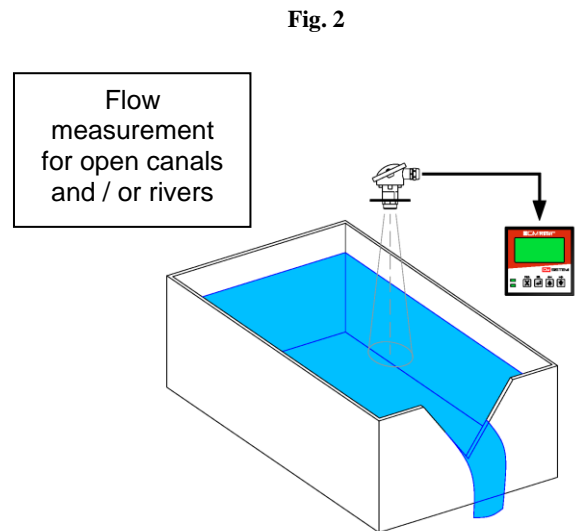 Fig. 2
Flow
measurement
for open canals
and / or rivers